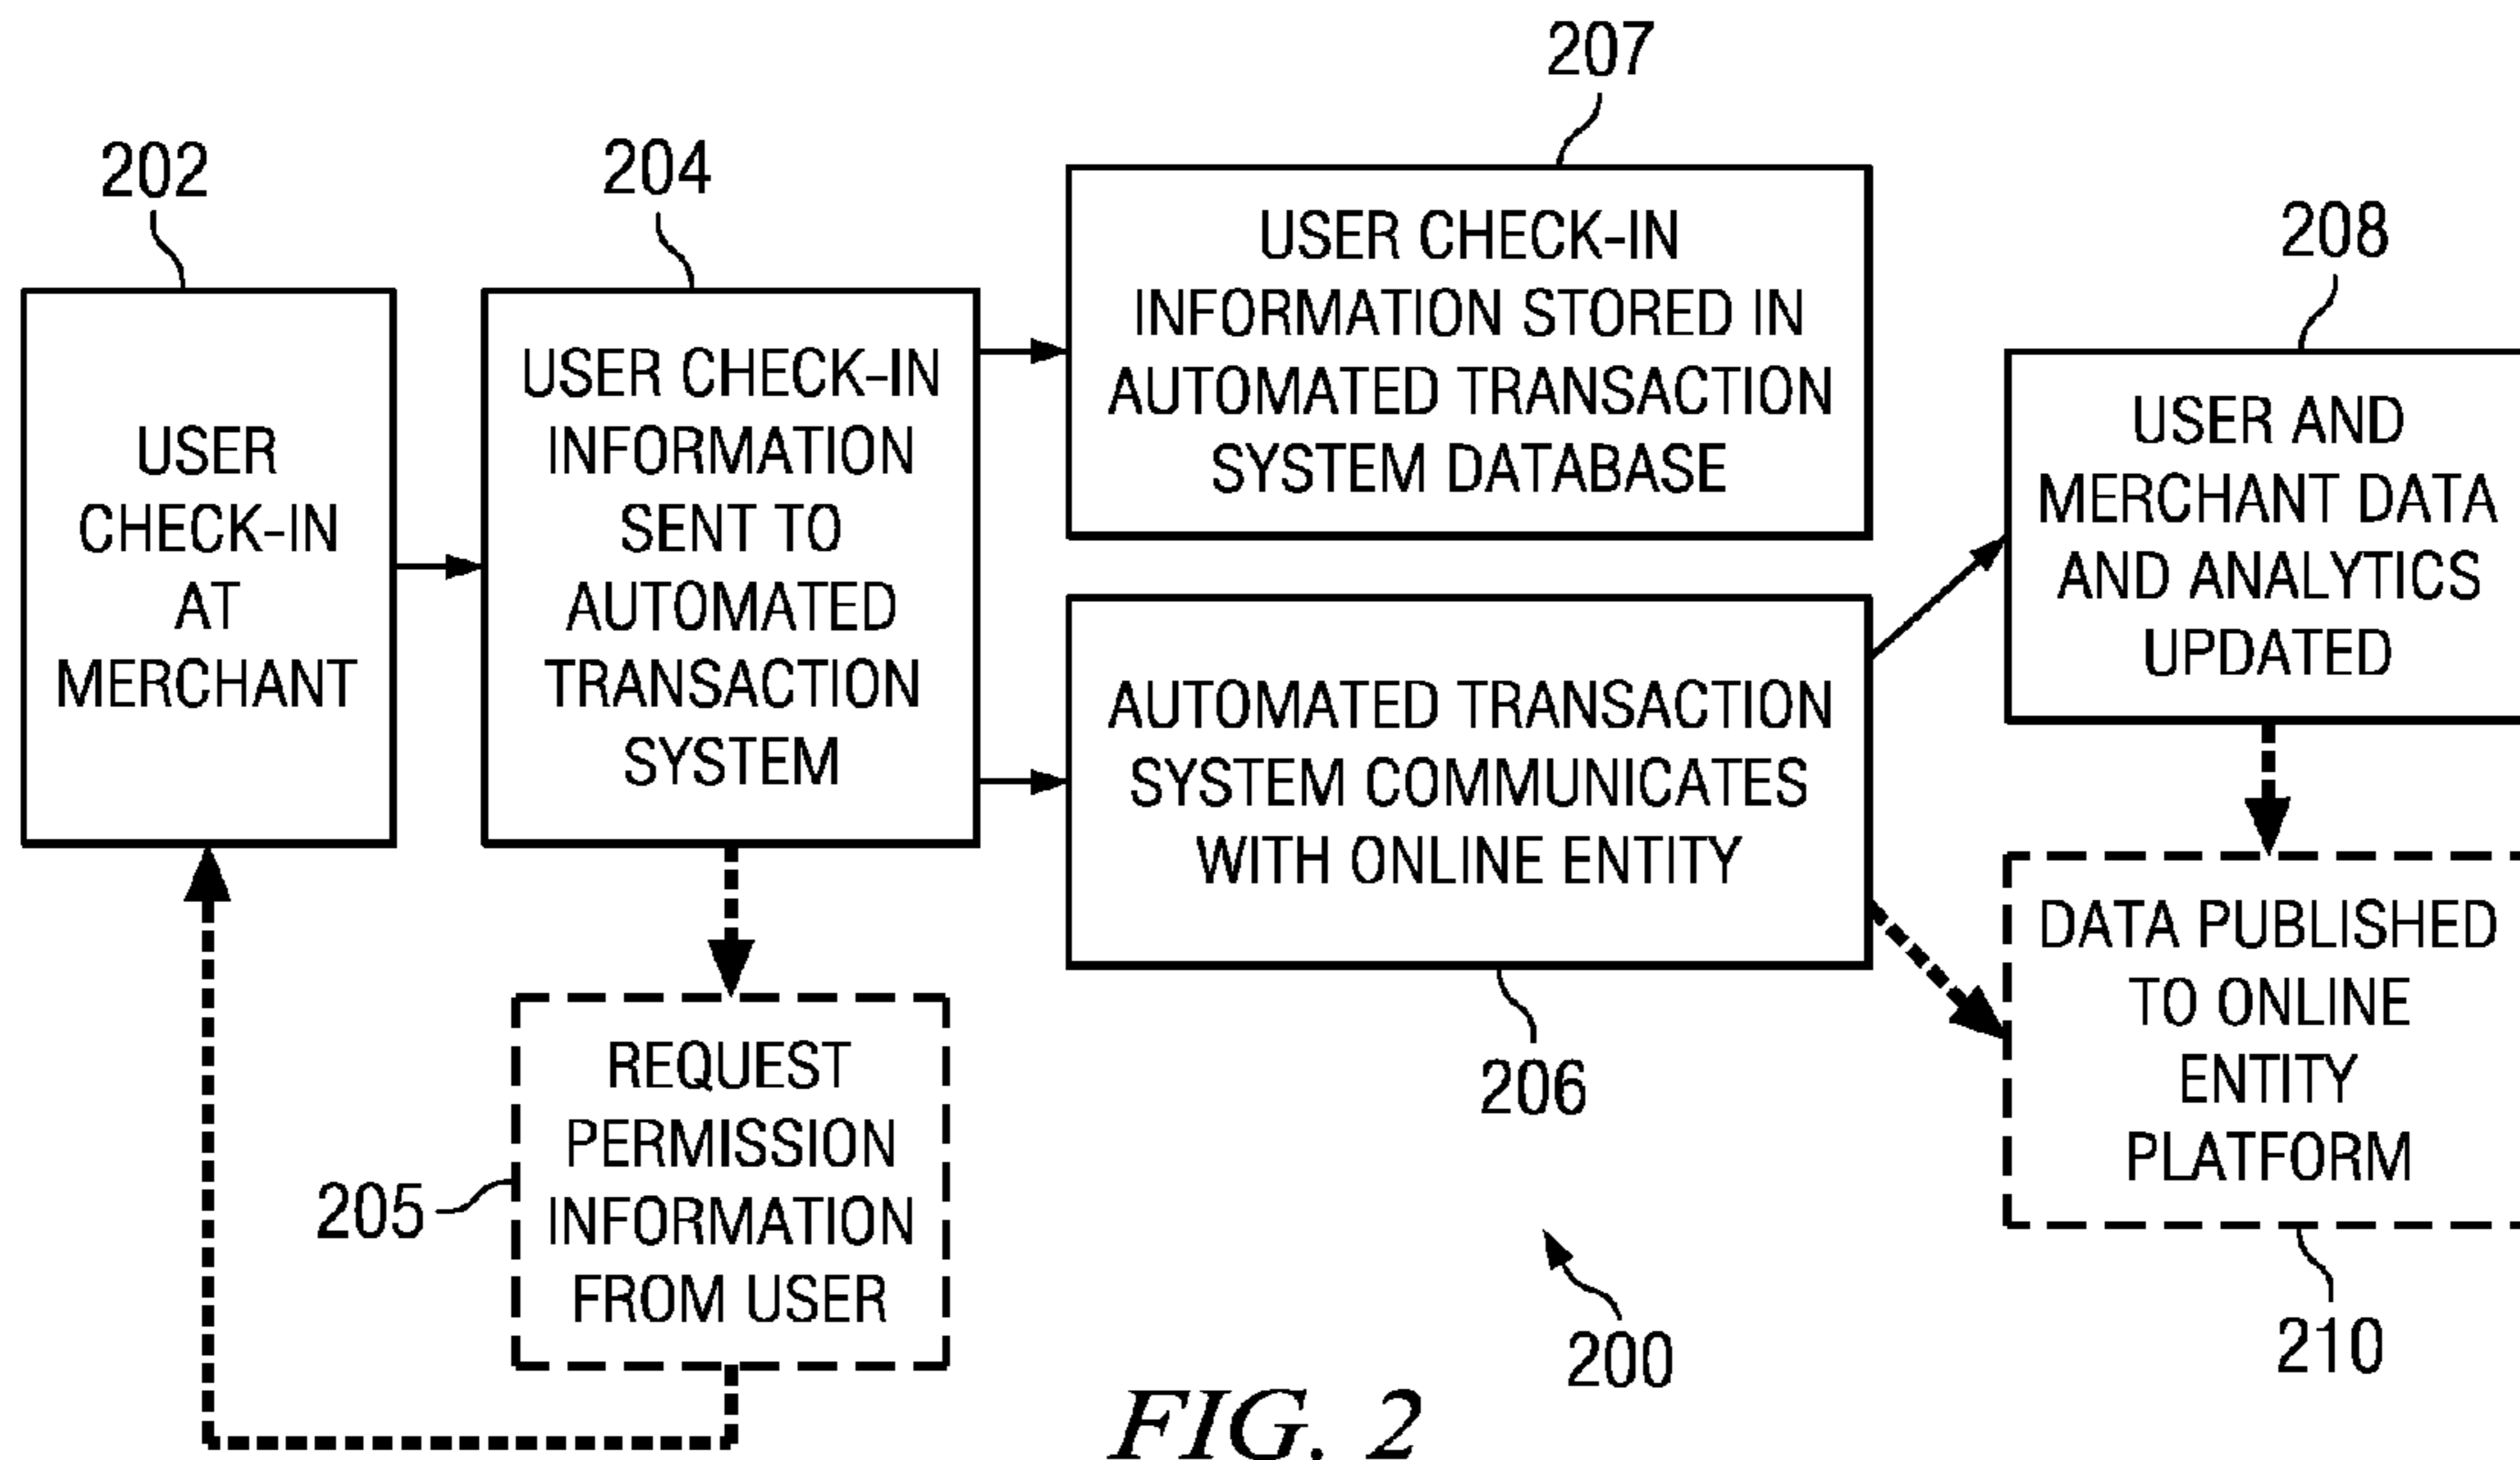 202
USER
CHECK-IN
AT
MERCHANT
204
USER CHECK-IN
INFORMATION
SENT TO
AUTOMATED
TRANSACTION
SYSTEM
207
USER CHECK-IN
INFORMATION STORED IN
AUTOMATED TRANSACTION
SYSTEM DATABASE
AUTOMATED TRANSACTION
SYSTEM COMMUNICATES
WITH ONLINE ENTITY
206
208
USER AND
MERCHANT DATA
AND ANALYTICS
UPDATED
DATA PUBLISHED
TO ONLINE
ENTITY
PLATFORM
210
205
REQUEST
PERMISSION
INFORMATION
FROM USER
200
FIG. 2